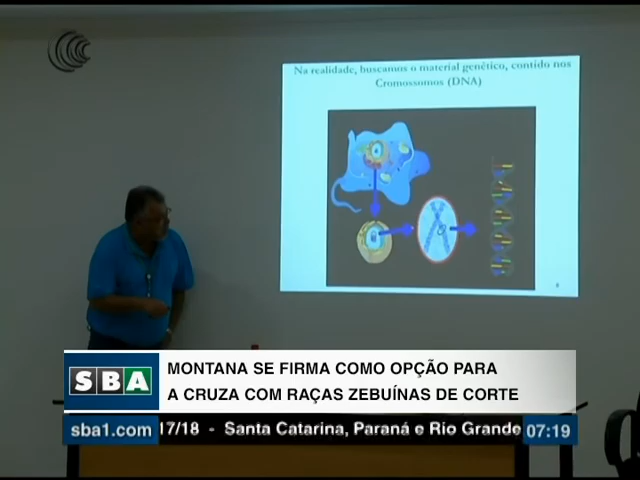 Na realidade, buscamos o material genético, contido nos
Cromossomos (DNA)
SBA
MONTANA SE FIRMA COMO OPÇÃO PARA
A CRUZA COM RAÇAS ZEBUÍNAS DE CORTE
sba1.com 17/18 - Santa Catarina, Paraná e Rio Grande 07:19